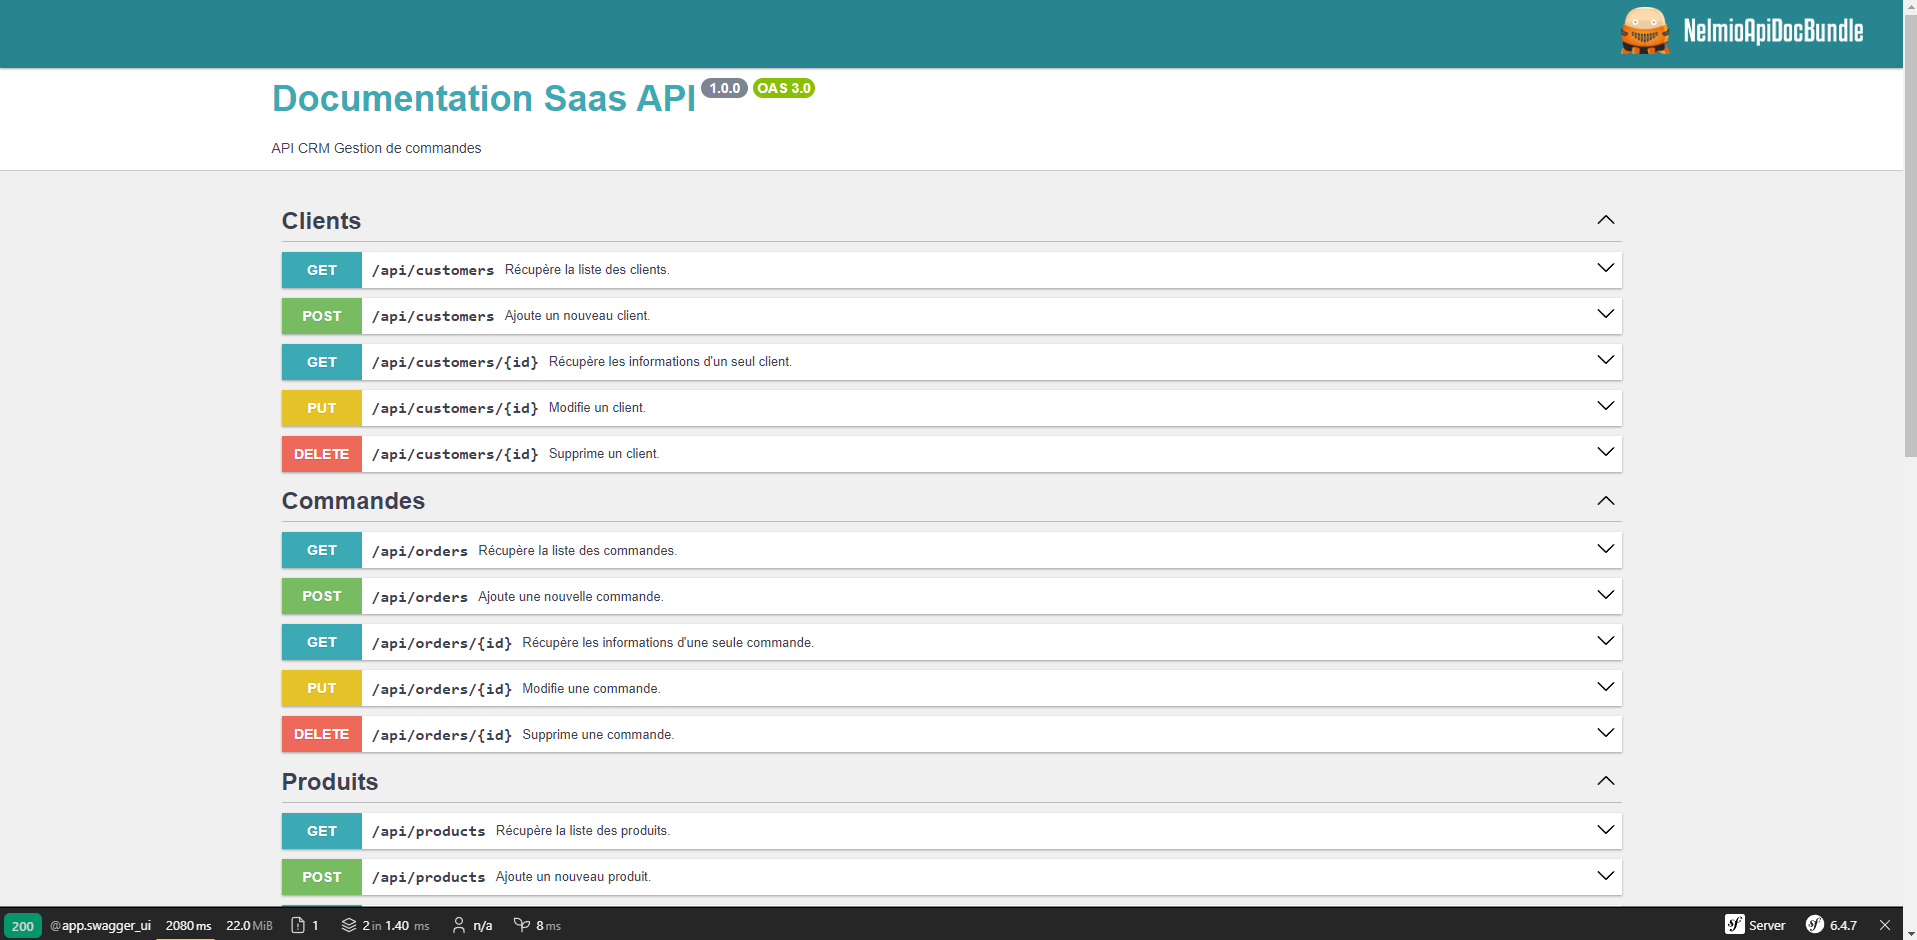 NelmioApiDocBundle
Documentation Saas API 1.0.0 OAS 3.0
API CRM Gestion de commandes
Clients
GET /api/customers Récupère la liste des clients.
POST /api/customers Ajoute un nouveau client.
GET /api/customers/{id} Récupère les informations d'un seul client.
PUT /api/customers/{id} Modifie un client.
DELETE /api/customers/{id} Supprime un client.
Commandes
GET /api/orders Récupère la liste des commandes.
POST /api/orders Ajoute une nouvelle commande.
GET /api/orders/{id} Récupère les informations d'une seule commande.
PUT /api/orders/{id} Modifie une commande.
DELETE /api/orders/{id} Supprime une commande.
Produits
GET /api/products Récupère la liste des produits.
POST /api/products Ajoute un nouveau produit.
200 @app.swagger_ui 2080 ms 22.0 MiB 1 2 in 1.40 ms n/a 8 ms sf Server sf 6.4.7